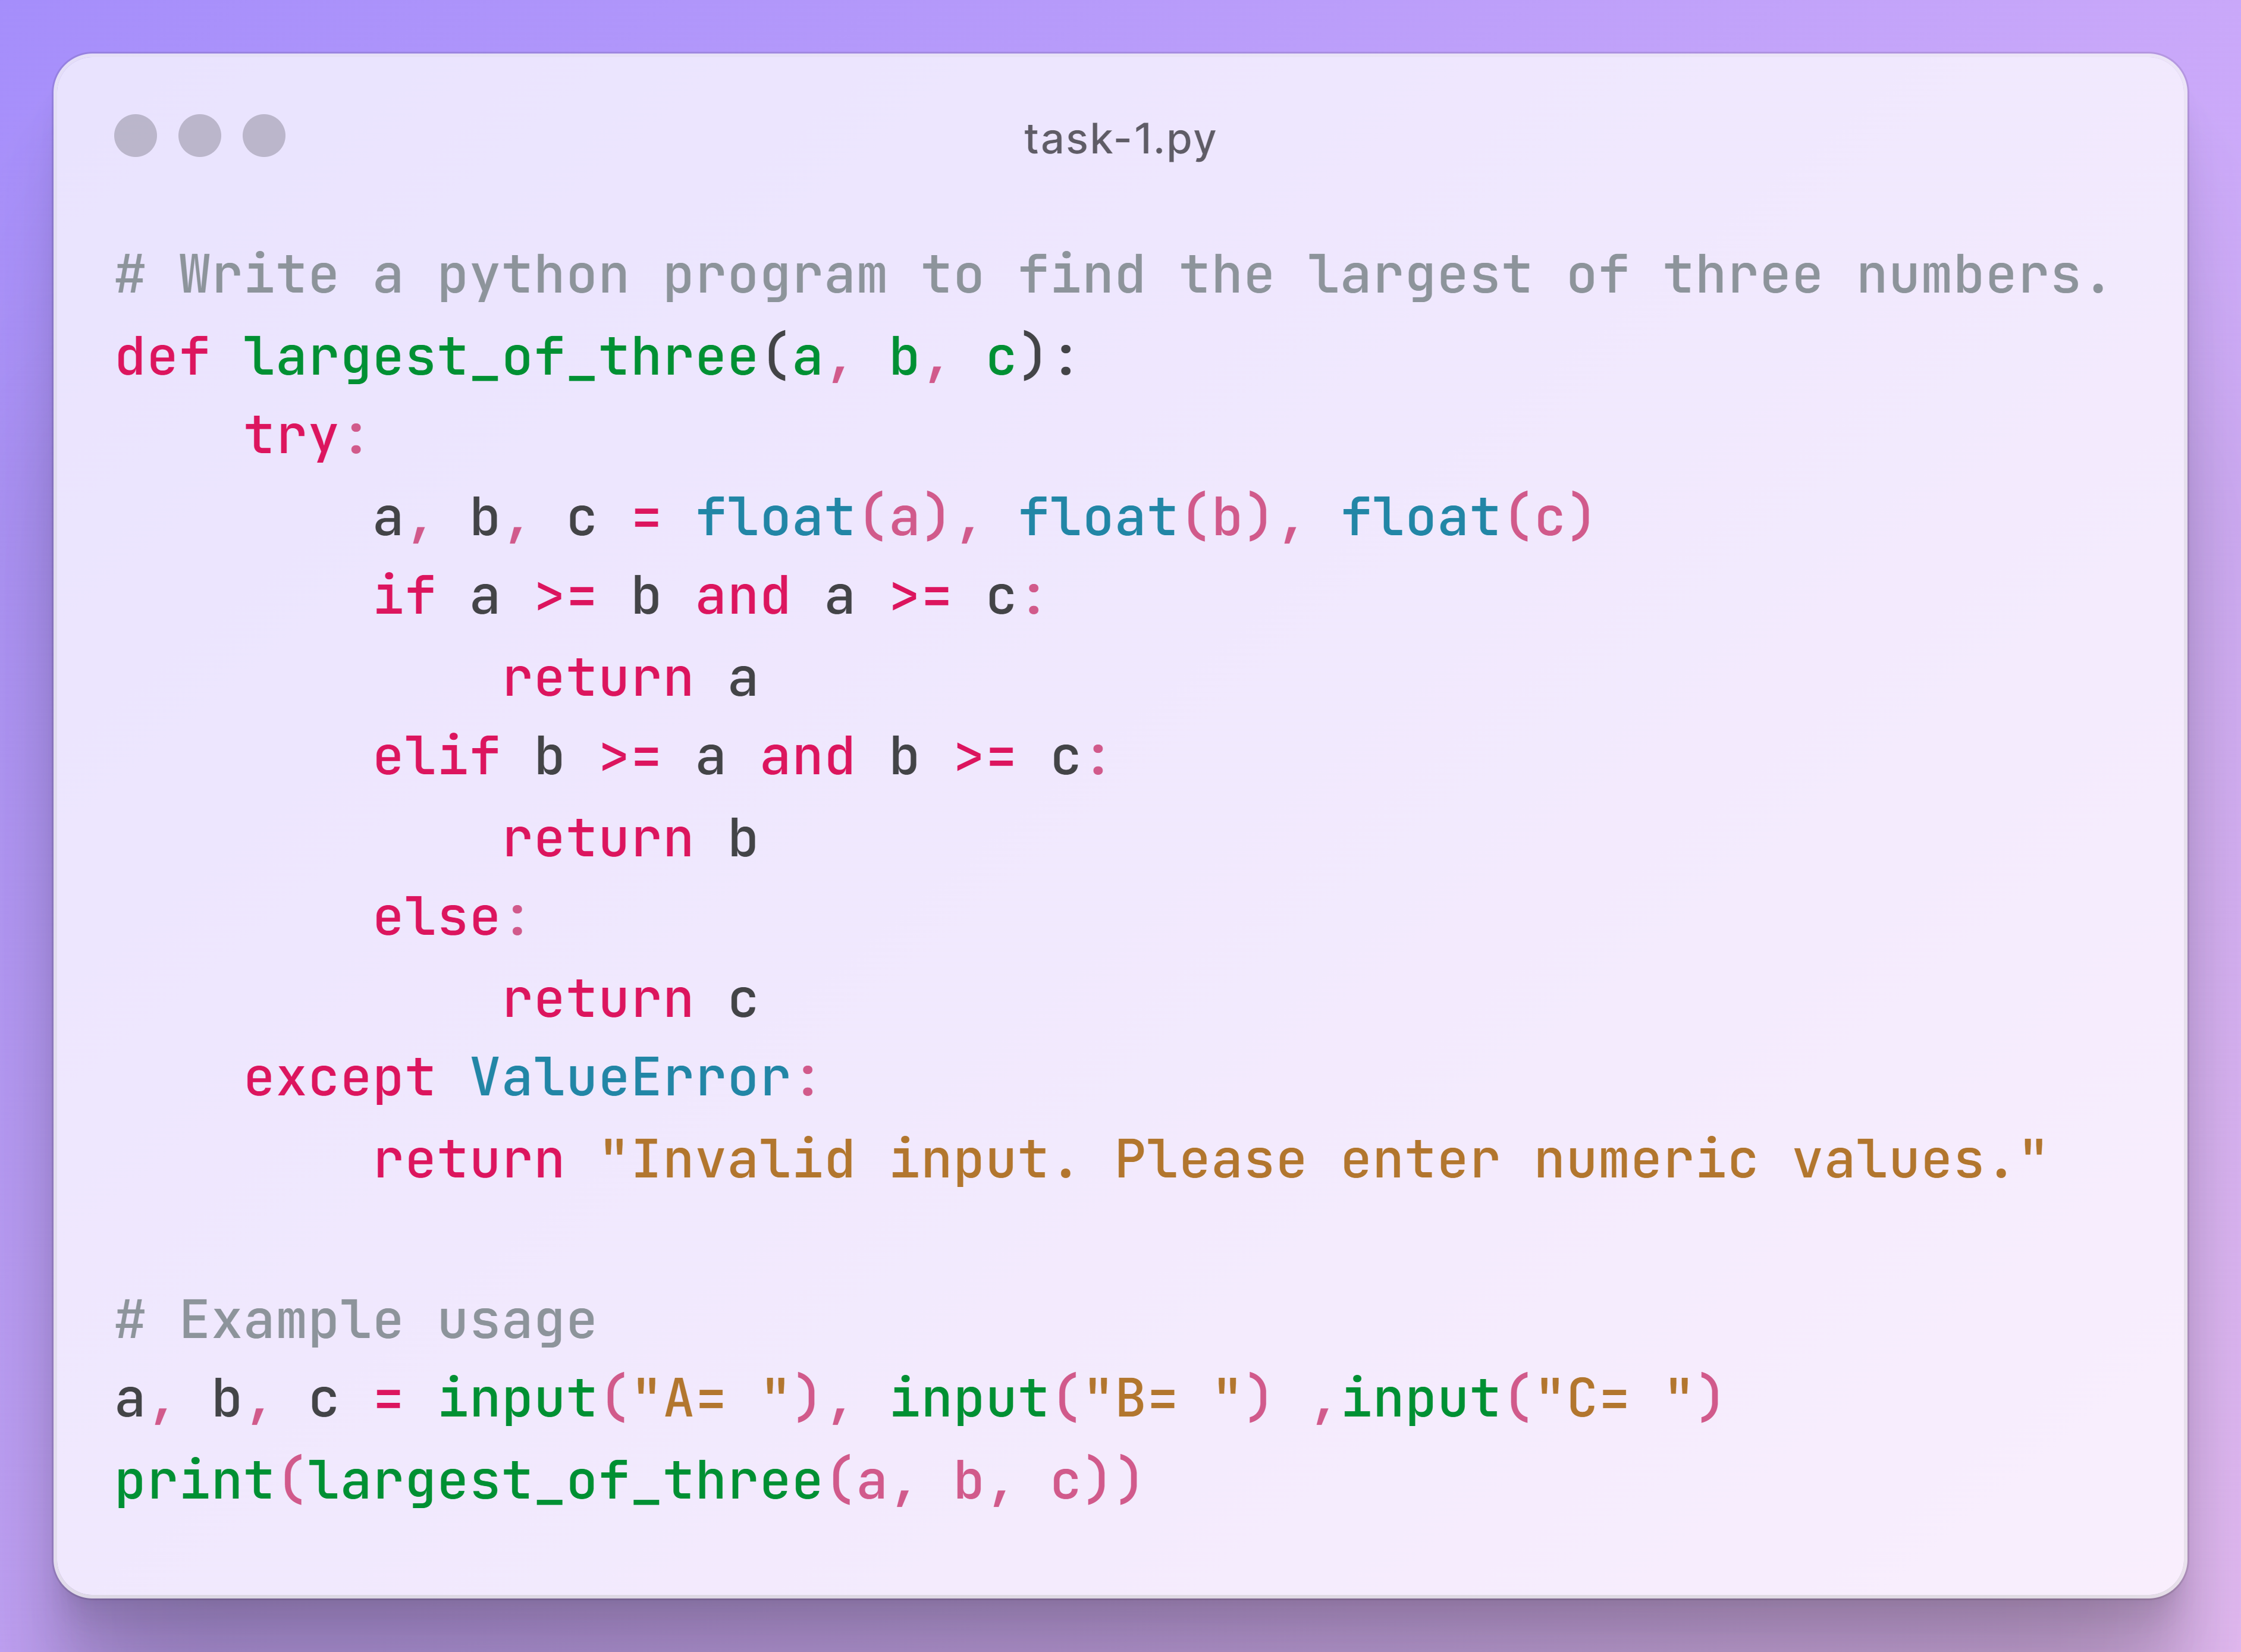 task-1.py
# Write a python program to find the largest of three numbers.
def largest_of_three(a, b, c):
    try:
        a, b, c = float(a), float(b), float(c)
        if a >= b and a >= c:
            return a
        elif b >= a and b >= c:
            return b
        else:
            return c
    except ValueError:
        return "Invalid input. Please enter numeric values."
# Example usage
a, b, c = input("A= "), input("B= ") ,input("C= ")
print(largest_of_three(a, b, c))